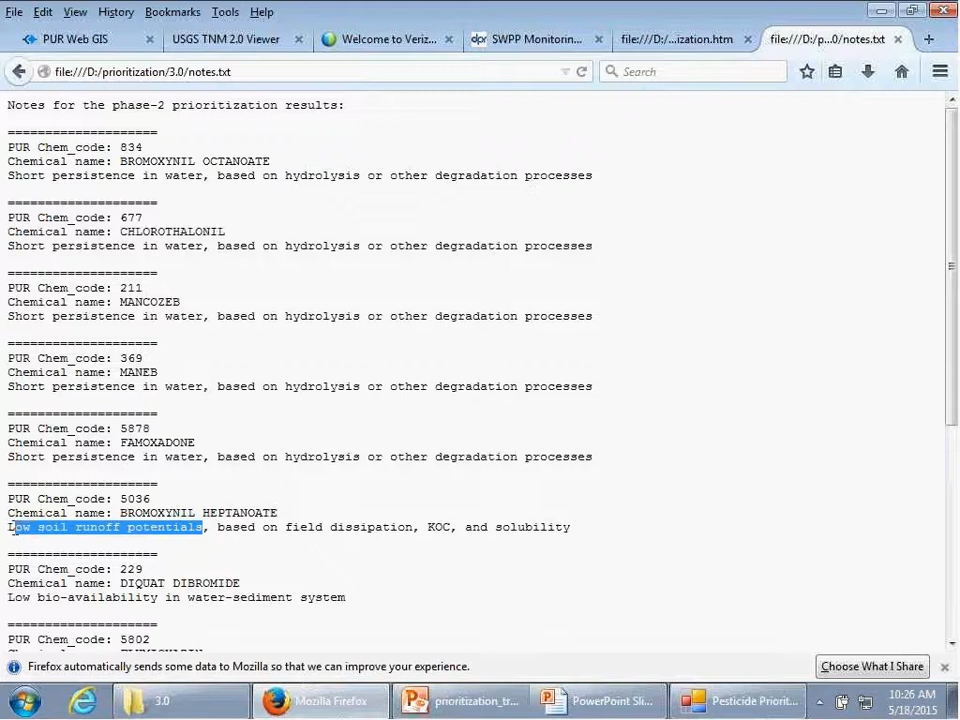 File Edit View History Bookmarks Tools Help
PUR Web GIS × USGS TNM 2.0 Viewer × Welcome to Veriz... × dpr SWPP Monitorin... × file:///D:/...ization.htm × file:///D:/p...0/notes.txt ×
file:///D:/prioritization/3.0/notes.txt Search
Notes for the phase-2 prioritization results:
====================
PUR Chem_code: 834
Chemical name: BROMOXYNIL OCTANOATE
Short persistence in water, based on hydrolysis or other degradation processes
====================
PUR Chem_code: 677
Chemical name: CHLOROTHALONIL
Short persistence in water, based on hydrolysis or other degradation processes
====================
PUR Chem_code: 211
Chemical name: MANCOZEB
Short persistence in water, based on hydrolysis or other degradation processes
====================
PUR Chem_code: 369
Chemical name: MANEB
Short persistence in water, based on hydrolysis or other degradation processes
====================
PUR Chem_code: 5878
Chemical name: FAMOXADONE
Short persistence in water, based on hydrolysis or other degradation processes
====================
PUR Chem_code: 5036
Chemical name: BROMOXYNIL HEPTANOATE
Low soil runoff potentials, based on field dissipation, KOC, and solubility
====================
PUR Chem_code: 229
Chemical name: DIQUAT DIBROMIDE
Low bio-availability in water-sediment system
====================
PUR Chem_code: 5802
Firefox automatically sends some data to Mozilla so that we can improve your experience. Choose What I Share ×
3.0 Mozilla Firefox prioritization_tr... PowerPoint Sli... Pesticide Priorit... 10:26 AM
5/18/2015